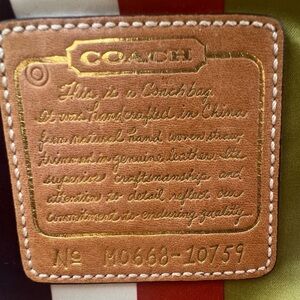 COACH
This is a Coach bag.
It was handcrafted in China
from natural hand woven straw,
trimmed in genuine leather. Its
superior craftsmanship and
attention to detail reflect our
commitment to enduring quality.
Nº M0668-10759